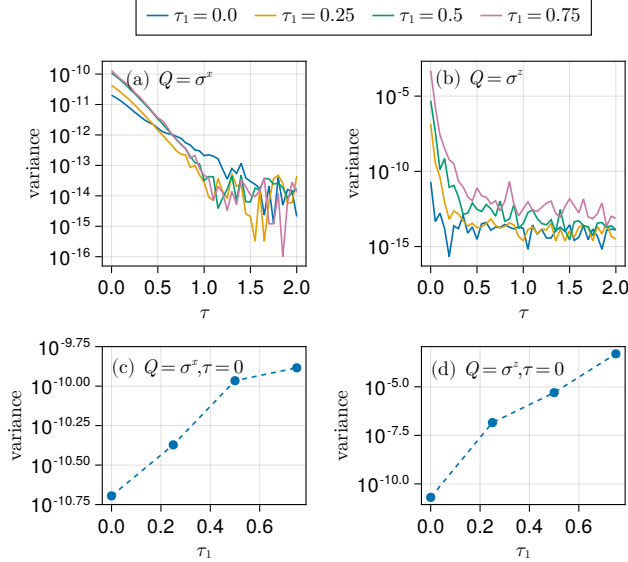 τ₁ = 0.0 τ₁ = 0.25 τ₁ = 0.5 τ₁ = 0.75
(a) Q = σˣ
variance
10⁻¹⁰
10⁻¹¹
10⁻¹²
10⁻¹³
10⁻¹⁴
10⁻¹⁵
10⁻¹⁶
0.0 0.5 1.0 1.5 2.0
τ
(b) Q = σᶻ
variance
10⁻⁵
10⁻¹⁰
10⁻¹⁵
0.0 0.5 1.0 1.5 2.0
τ
(c) Q = σˣ,τ = 0
variance
10⁻⁹·⁷⁵
10⁻¹⁰·⁰⁰
10⁻¹⁰·²⁵
10⁻¹⁰·⁵⁰
10⁻¹⁰·⁷⁵
0.0 0.2 0.4 0.6
τ₁
(d) Q = σᶻ,τ = 0
variance
10⁻⁵·⁰
10⁻⁷·⁵
10⁻¹⁰·⁰
0.0 0.2 0.4 0.6
τ₁